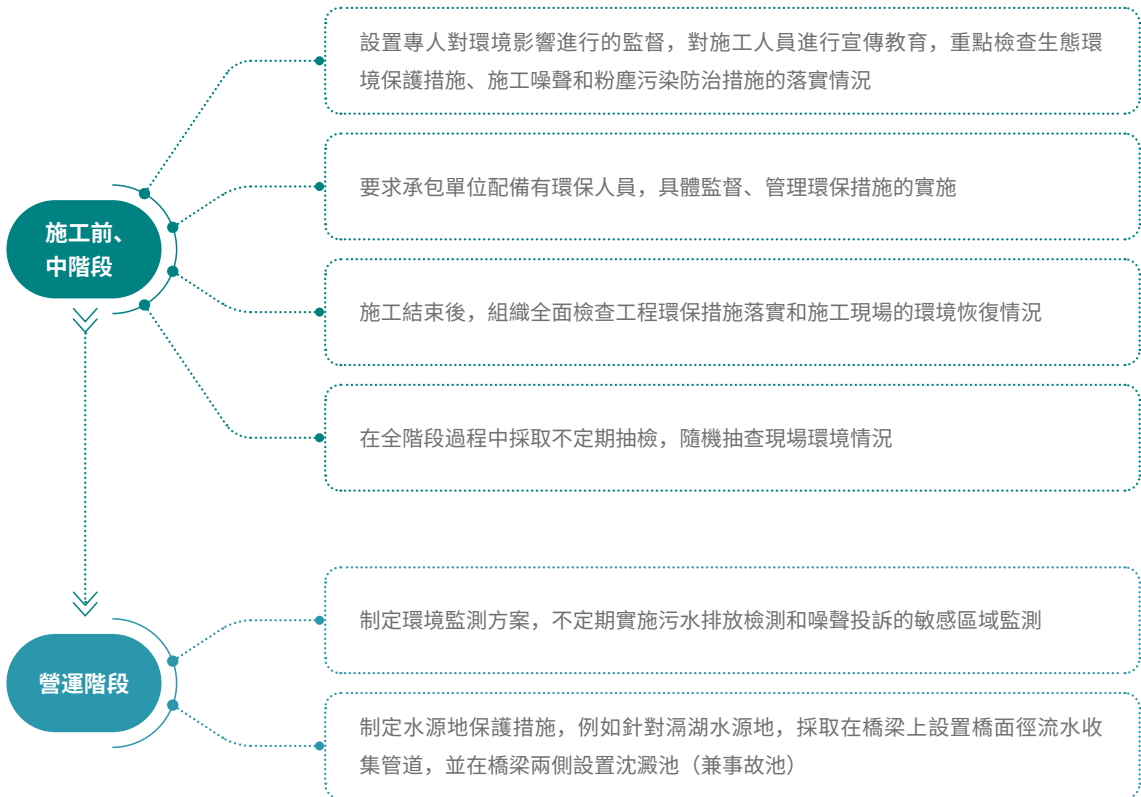 設置專人對環境影響進行的監督，對施工人員進行宣傳教育，重點檢查生態環
境保護措施、施工噪聲和粉塵污染防治措施的落實情況
要求承包單位配備有環保人員，具體監督、管理環保措施的實施
施工前、
中階段
施工結束後，組織全面檢查工程環保措施落實和施工現場的環境恢復情況
在全階段過程中採取不定期抽檢，隨機抽查現場環境情況
制定環境監測方案，不定期實施污水排放檢測和噪聲投訴的敏感區域監測
營運階段
制定水源地保護措施，例如針對滆湖水源地，採取在橋梁上設置橋面徑流水收
集管道，並在橋梁兩側設置沈澱池（兼事故池）